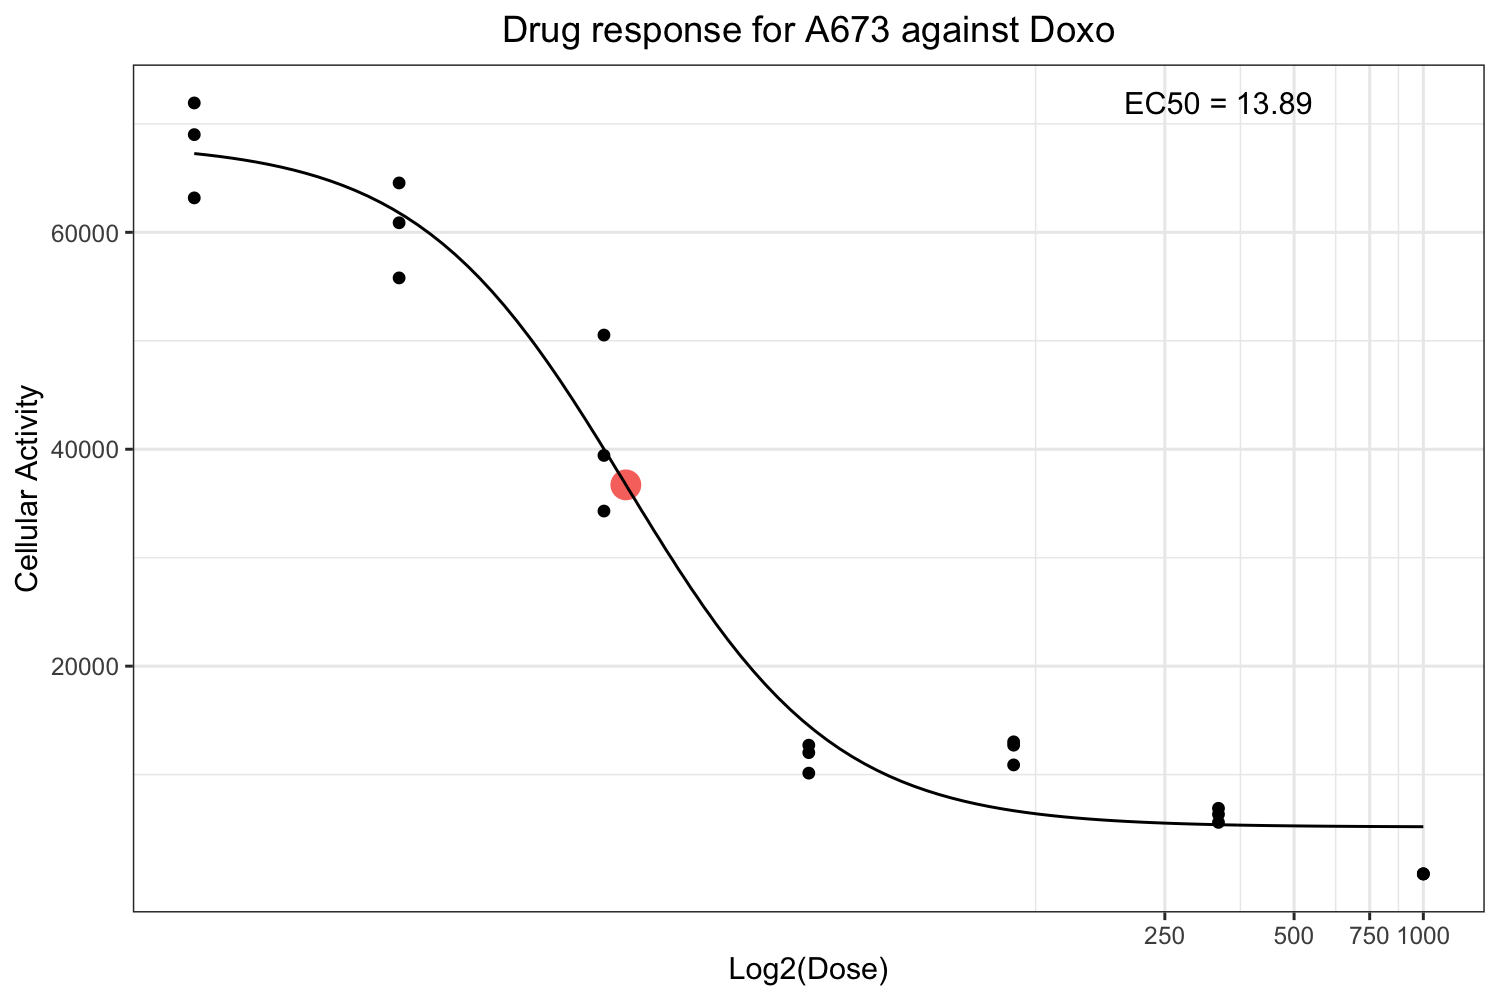 Drug response for A673 against Doxo
EC50 = 13.89
60000
40000
20000
Cellular Activity
250 500 750 1000
Log2(Dose)